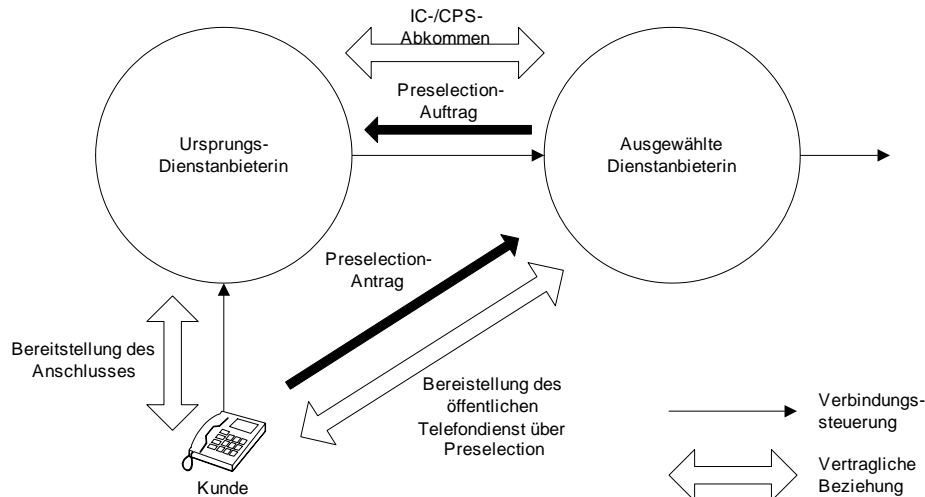 IC-/CPS-
Abkommen
Preselection-
Auftrag
Ursprungs-
Dienstanbieterin
Ausgewählte
Dienstanbieterin
Preselection-
Antrag
Bereitstellung des
Anschlusses
Bereistellung des
öffentlichen
Telefondienst über
Preselection
Kunde
Verbindungs-
steuerung
Vertragliche
Beziehung